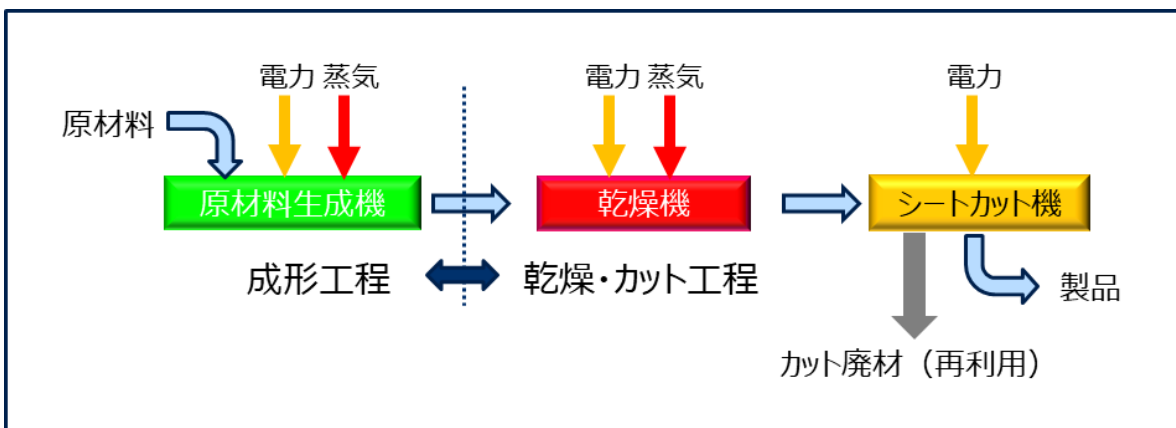 電力 蒸気
電力 蒸気
電力
原材料
原材料生成機
乾燥機
シートカット機
成形工程
乾燥・カット工程
製品
カット廃材（再利用）